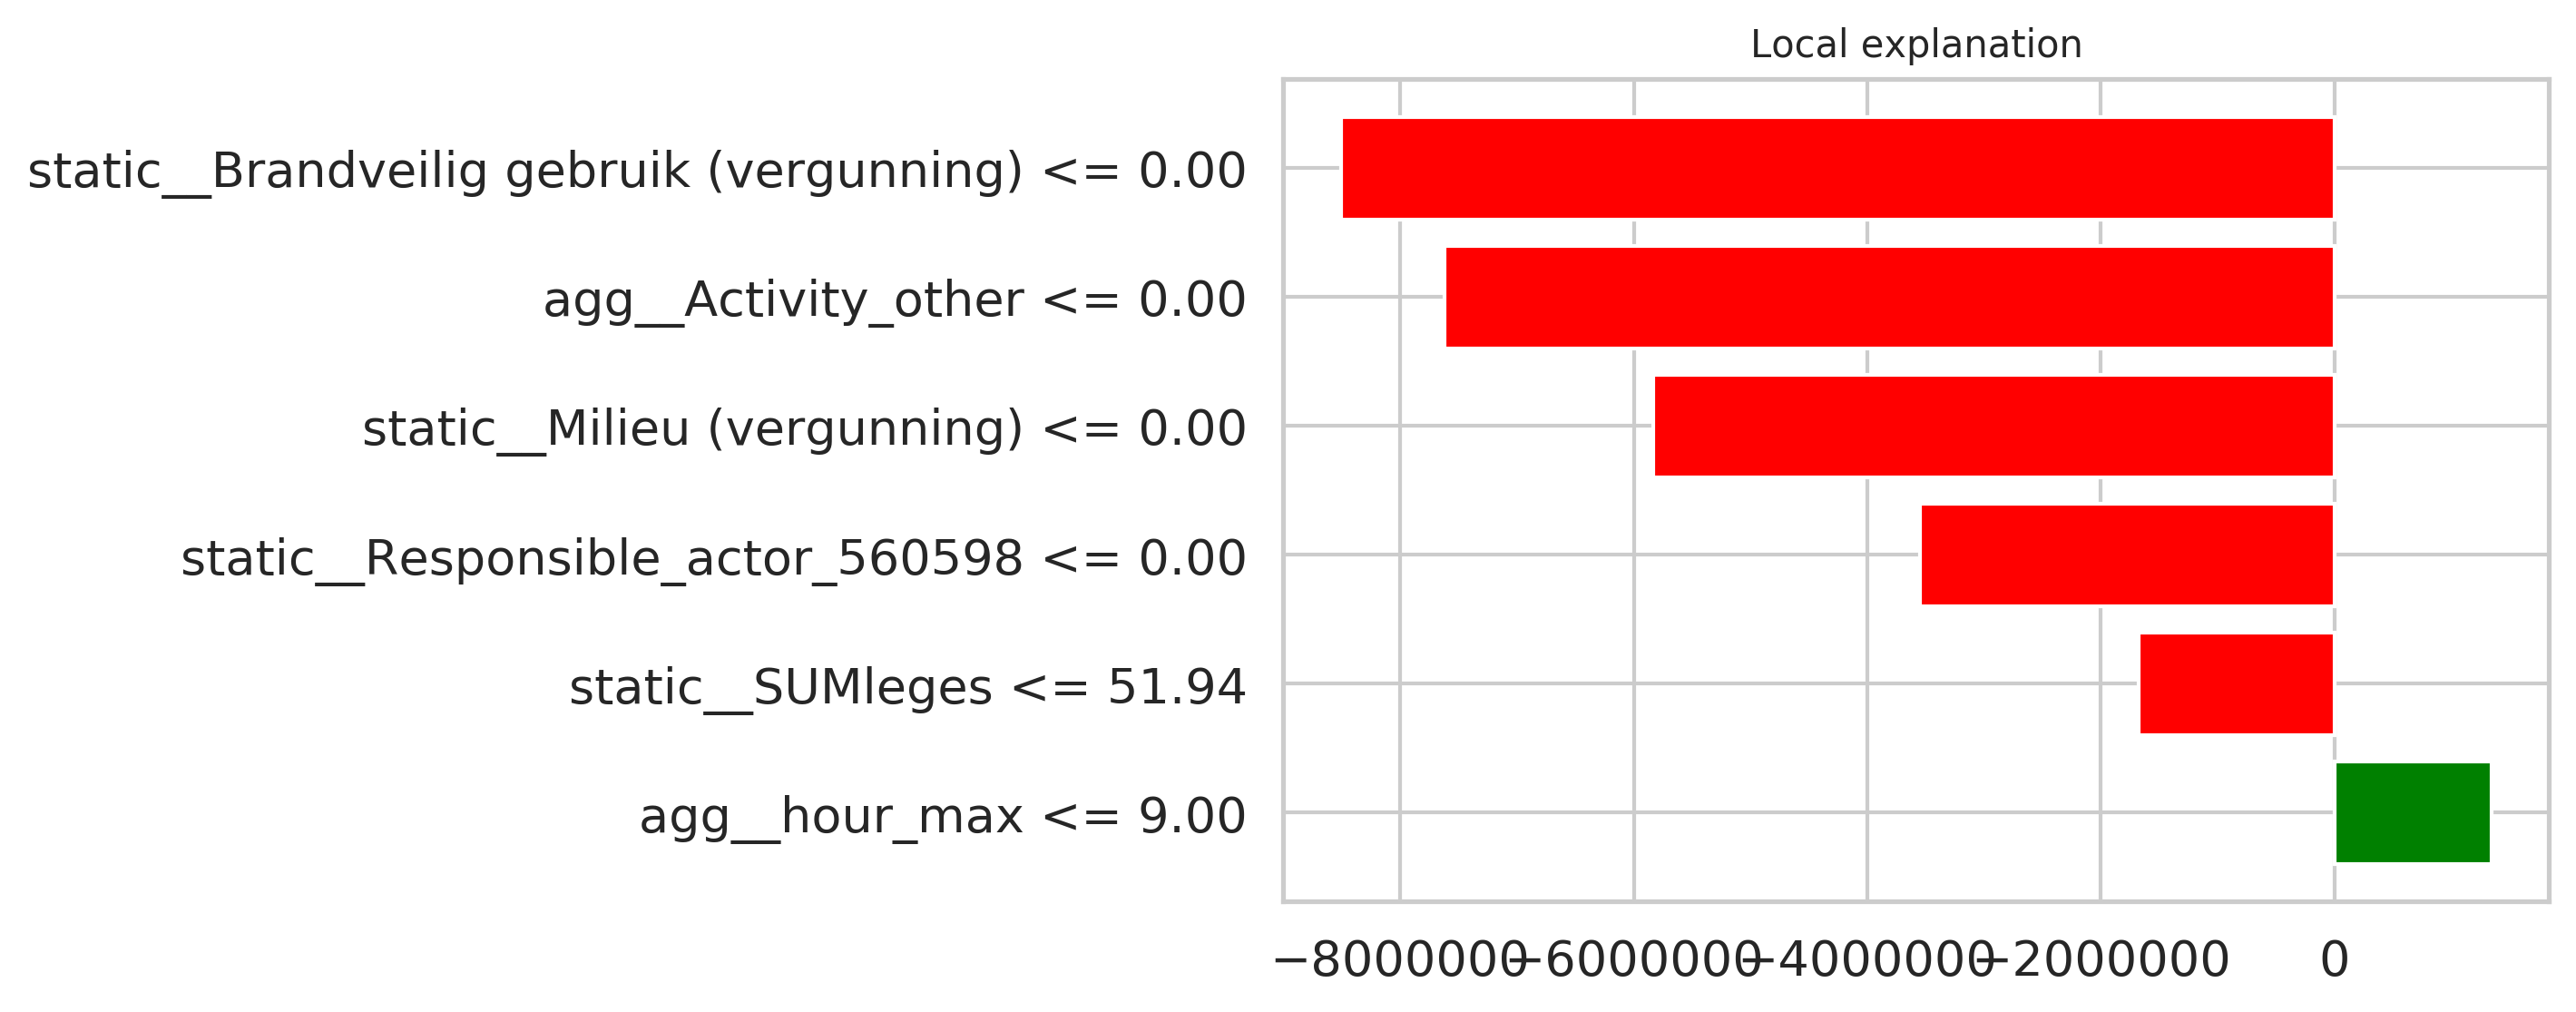 Local explanation
static__Brandveilig gebruik (vergunning) <= 0.00
agg__Activity_other <= 0.00
static__Milieu (vergunning) <= 0.00
static__Responsible_actor_560598 <= 0.00
static__SUMleges <= 51.94
agg__hour_max <= 9.00
−8000000 −6000000 −4000000 −2000000 0